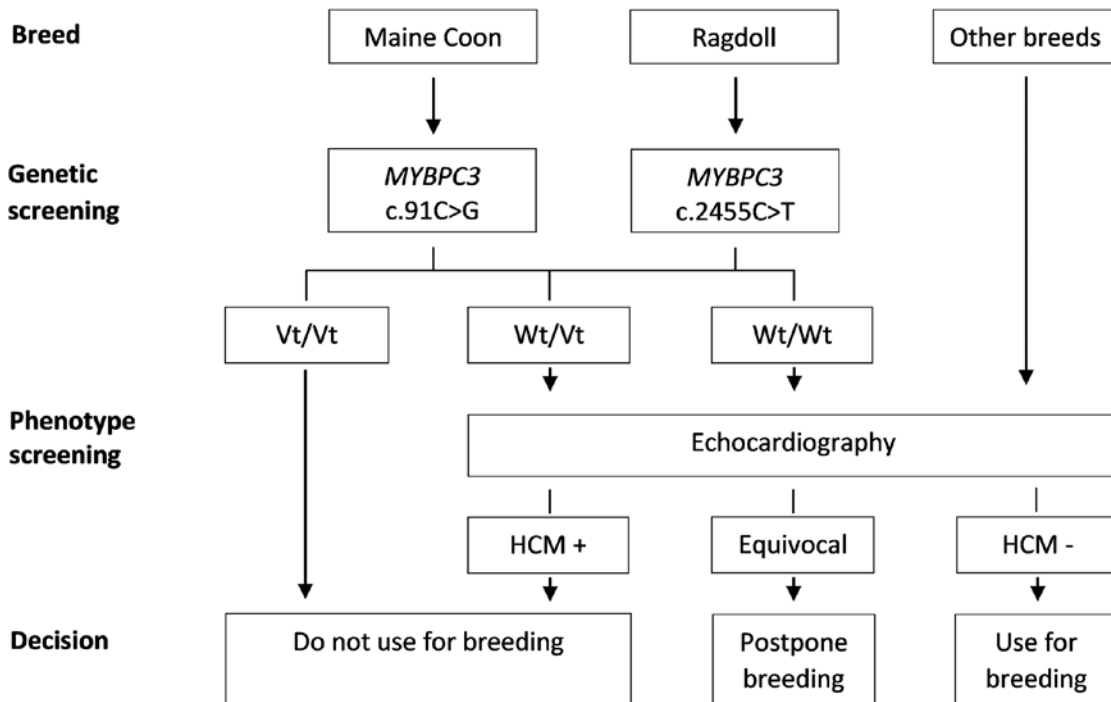 Breed
Maine Coon
Ragdoll
Other breeds
Genetic
screening
MYBPC3
c.91C>G
MYBPC3
c.2455C>T
Vt/Vt
Wt/Vt
Wt/Wt
Phenotype
screening
Echocardiography
HCM +
Equivocal
HCM -
Decision
Do not use for breeding
Postpone
breeding
Use for
breeding